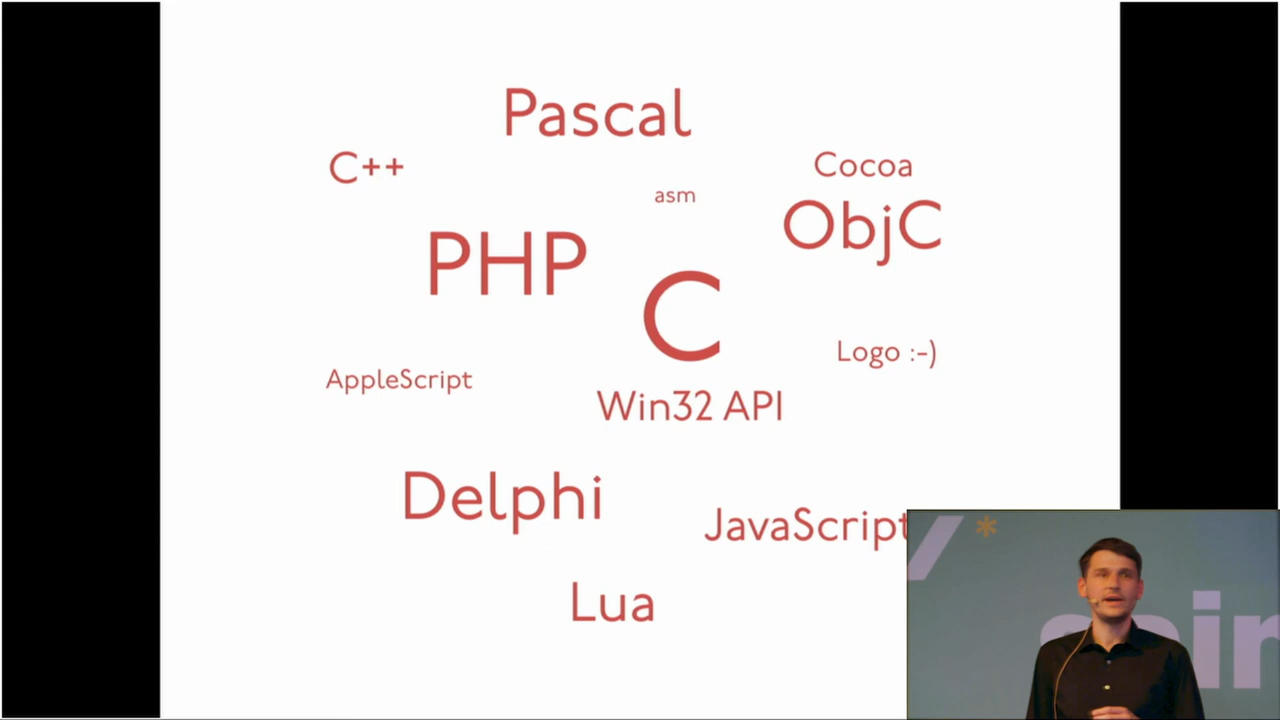 Pascal
C++
Cocoa
asm
ObjC
PHP
C
Logo :-)
AppleScript
Win32 API
Delphi
JavaScript
Lua